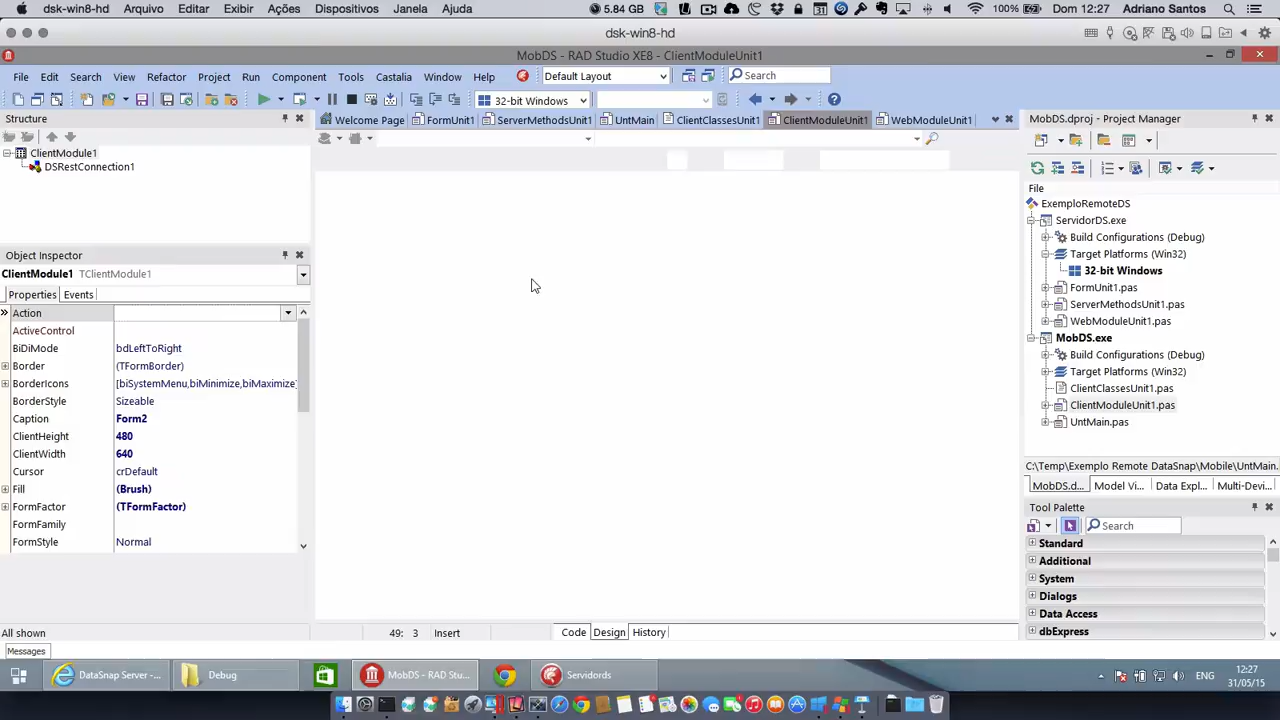 dsk-win8-hd Arquivo Editar Exibir Ações Dispositivos Janela Ajuda 5.84 GB 100% Dom 12:27 Adriano Santos
dsk-win8-hd
MobDS - RAD Studio XE8 - ClientModuleUnit1
File Edit Search View Refactor Project Run Component Tools Castalia Window Help Default Layout Search
32-bit Windows
Structure
Welcome Page FormUnit1 ServerMethodsUnit1 UntMain ClientClassesUnit1 ClientModuleUnit1 WebModuleUnit1
MobDS.dproj - Project Manager
ClientModule1
DSRestConnection1
File
ExemploRemoteDS
ServidorDS.exe
Build Configurations (Debug)
Target Platforms (Win32)
32-bit Windows
FormUnit1.pas
ServerMethodsUnit1.pas
WebModuleUnit1.pas
MobDS.exe
Build Configurations (Debug)
Target Platforms (Win32)
ClientClassesUnit1.pas
ClientModuleUnit1.pas
UntMain.pas
C:\Temp\Exemplo Remote DataSnap\Mobile\UntMain.
MobDS.d... Model Vi... Data Expl... Multi-Devi...
Object Inspector
ClientModule1 TClientModule1
Properties Events
Action
ActiveControl
BiDiMode bdLeftToRight
Border (TFormBorder)
BorderIcons [biSystemMenu,biMinimize,biMaximize]
BorderStyle Sizeable
Caption Form2
ClientHeight 480
ClientWidth 640
Cursor crDefault
Fill (Brush)
FormFactor (TFormFactor)
FormFamily
FormStyle Normal
Tool Palette
Search
Standard
Additional
System
Dialogs
Data Access
dbExpress
All shown
49: 3 Insert
Code Design History
Messages
DataSnap Server -... Debug MobDS - RAD Stu... Servidords
ENG 12:27
31/05/15